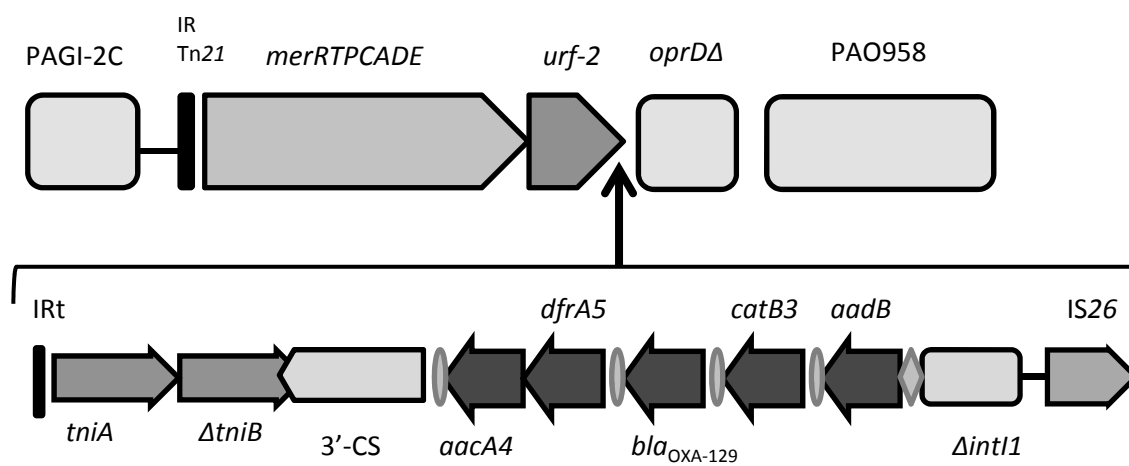 IR
PAGI-2C Tn21 merRTPCADE urf-2 oprDΔ PAO958
IRt dfrA5 catB3 aadB IS26
tniA ΔtniB 3’-CS aacA4 blaOXA-129 ΔintI1